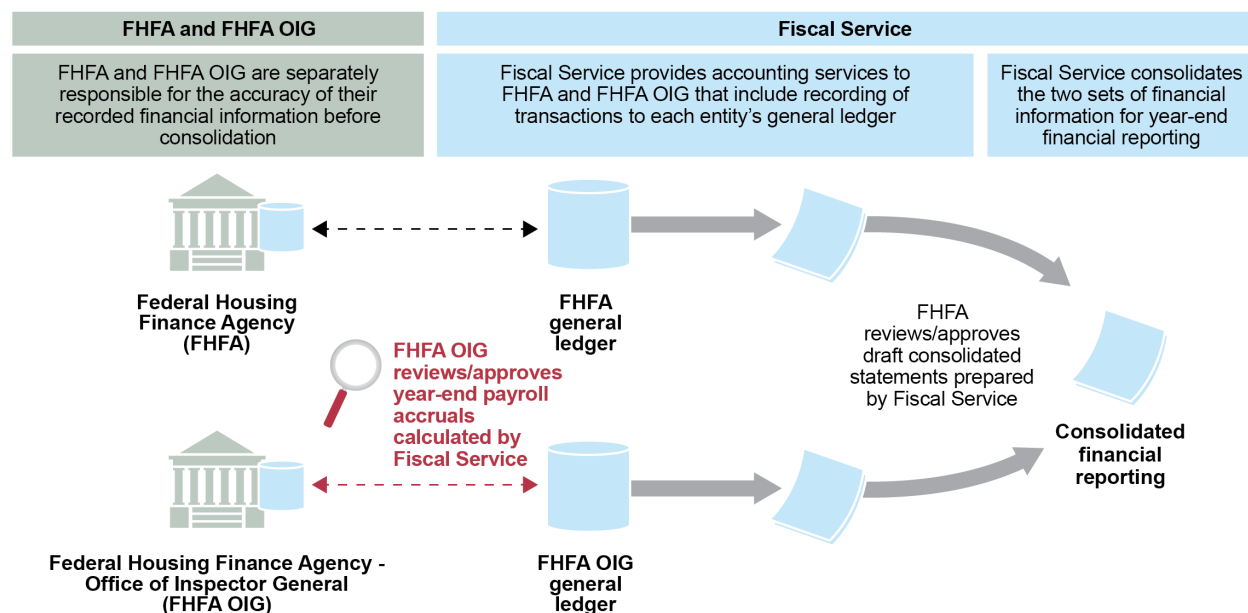 FHFA and FHFA OIG
Fiscal Service
FHFA and FHFA OIG are separately
responsible for the accuracy of their
recorded financial information before
consolidation
Fiscal Service provides accounting services to
FHFA and FHFA OIG that include recording of
transactions to each entity’s general ledger
Fiscal Service consolidates
the two sets of financial
information for year-end
financial reporting
Federal Housing
Finance Agency
(FHFA)
FHFA
general
ledger
FHFA OIG
reviews/approves
year-end payroll
accruals
calculated by
Fiscal Service
FHFA
reviews/approves
draft consolidated
statements prepared
by Fiscal Service
Consolidated
financial
reporting
Federal Housing Finance Agency -
Office of Inspector General
(FHFA OIG)
FHFA OIG
general
ledger